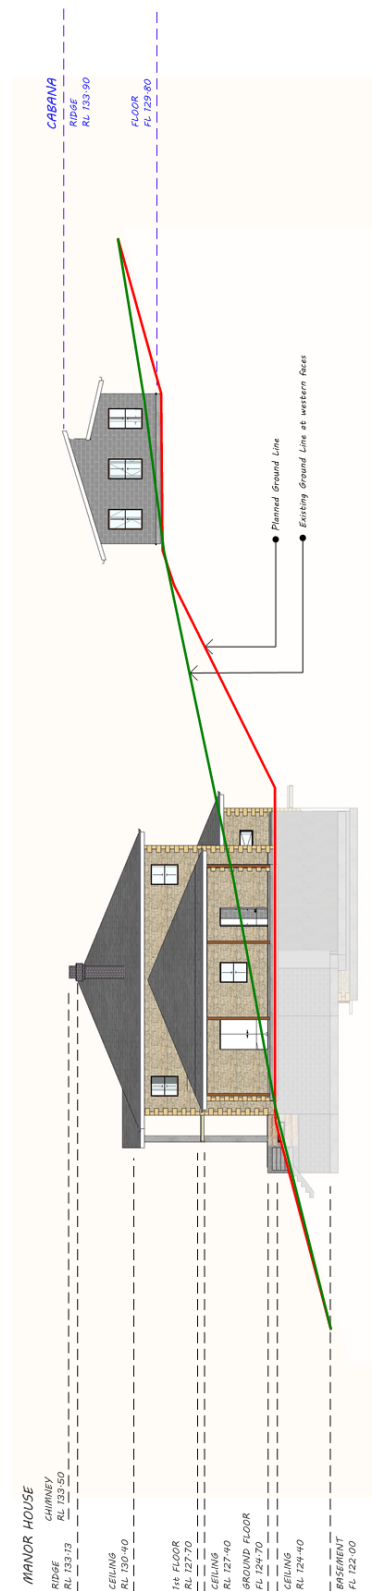 CABANA
RIDGE
RL 133·90
FLOOR
FL 129·80
Planned Ground Line
Existing Ground Line at western faces
MANOR HOUSE
CHIMNEY
RL 133·50
RIDGE
RL 133·13
CEILING
RL 130·40
1st FLOOR
RL 127·70
CEILING
RL 127·40
GROUND FLOOR
FL 124·70
CEILING
RL 124·40
BASEMENT
FL 122·00